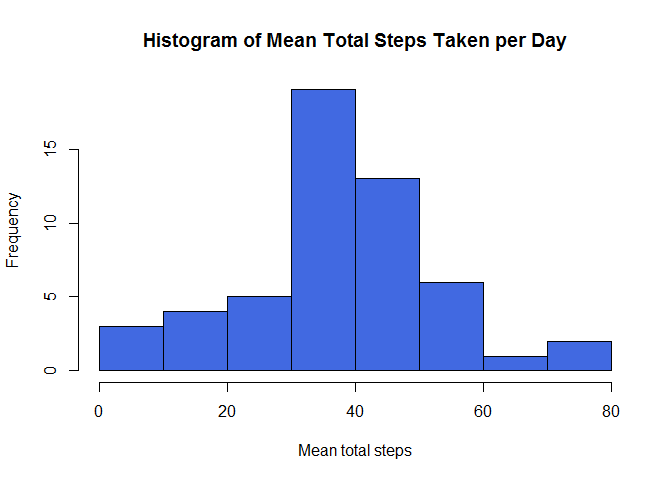 Histogram of Mean Total Steps Taken per Day
Frequency
15
10
5
0
0 20 40 60 80
Mean total steps